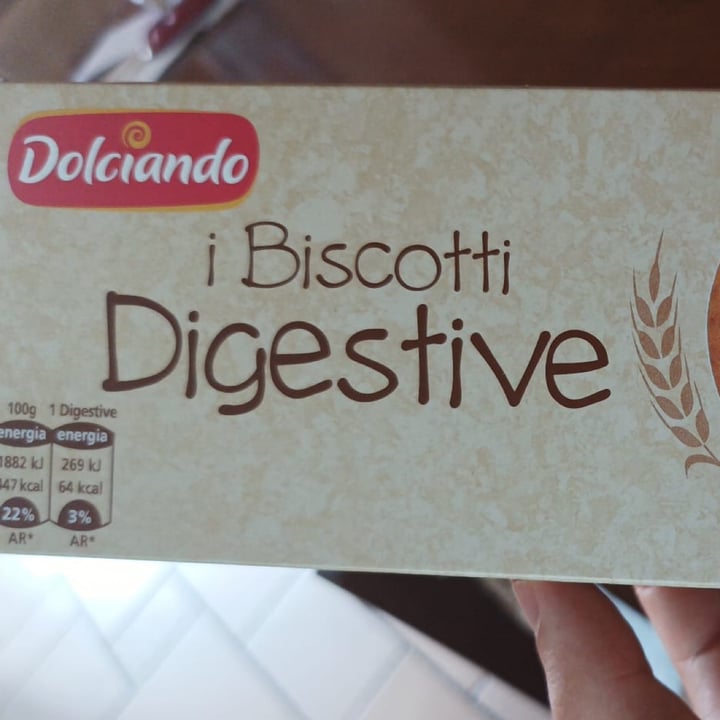 Dolciando
i Biscotti
Digestive
100g 1 Digestive
energia energia
1882 kJ 269 kJ
447 kcal 64 kcal
22% 3%
AR* AR*